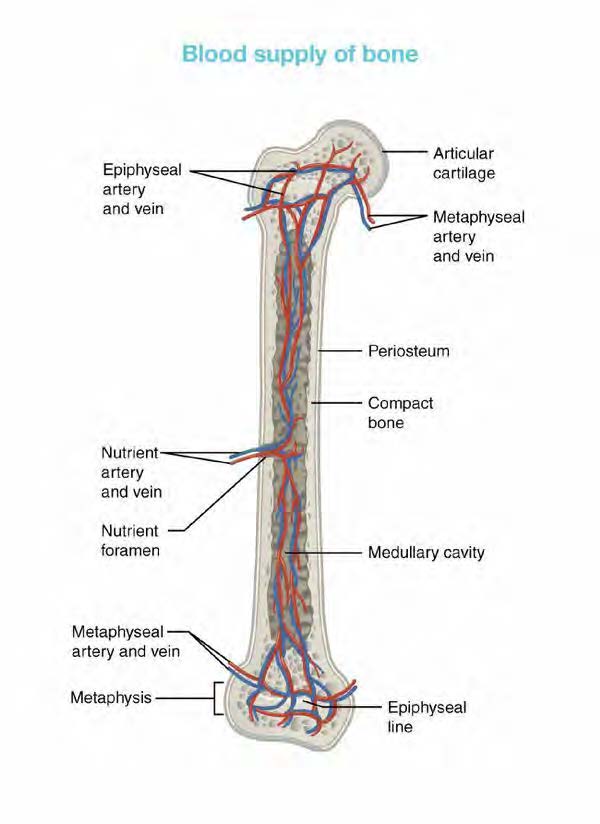 Blood supply of bone
Epiphyseal
artery
and vein
Articular
cartilage
Metaphyseal
artery
and vein
Periosteum
Compact
bone
Nutrient
artery
and vein
Nutrient
foramen
Medullary cavity
Metaphyseal
artery and vein
Metaphysis
Epiphyseal
line